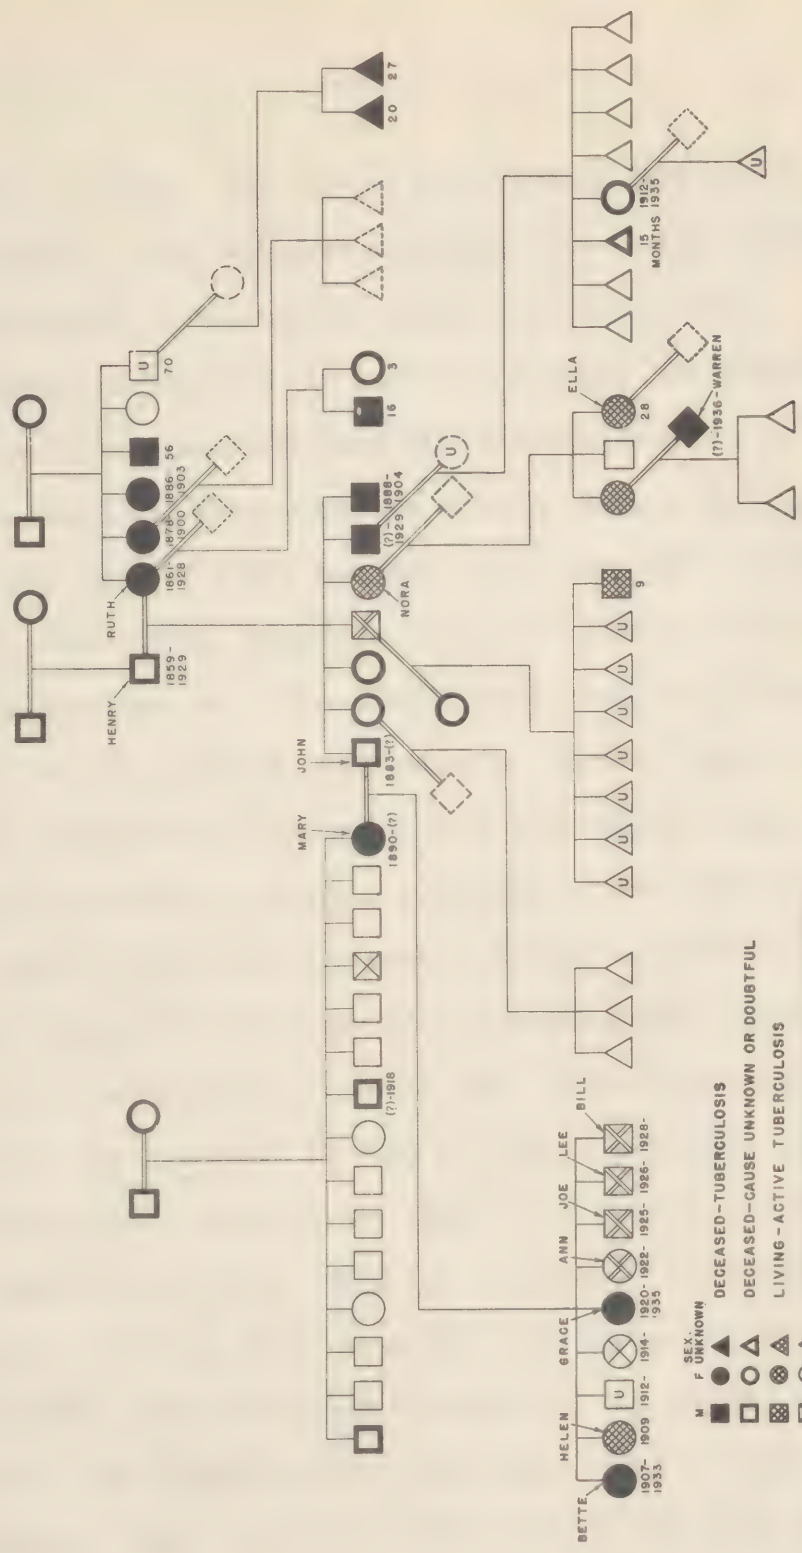 HENRY
RUTH
U
1859-
1929
1861-
1928
1878-
1900
1886-
1903
56
70
MARY
JOHN
(?)-1918
1890-(?)
1883-(?)
NORA
(?)-
1929
1888-
1904
U
16
3
20
27
HELEN
GRACE
ANN
JOE
LEE
BILL
ELLA
U
U U U U U U U
BETTE
1907-
1933
1909
1912-
1914-
1920-
1935
1922-
1925-
1926-
1928-
9
28
15
MONTHS
1912-
1935
(?)-1936-WARREN
U
M F SEX.
UNKNOWN
DECEASED-TUBERCULOSIS
DECEASED-CAUSE UNKNOWN OR DOUBTFUL
LIVING-ACTIVE TUBERCULOSIS